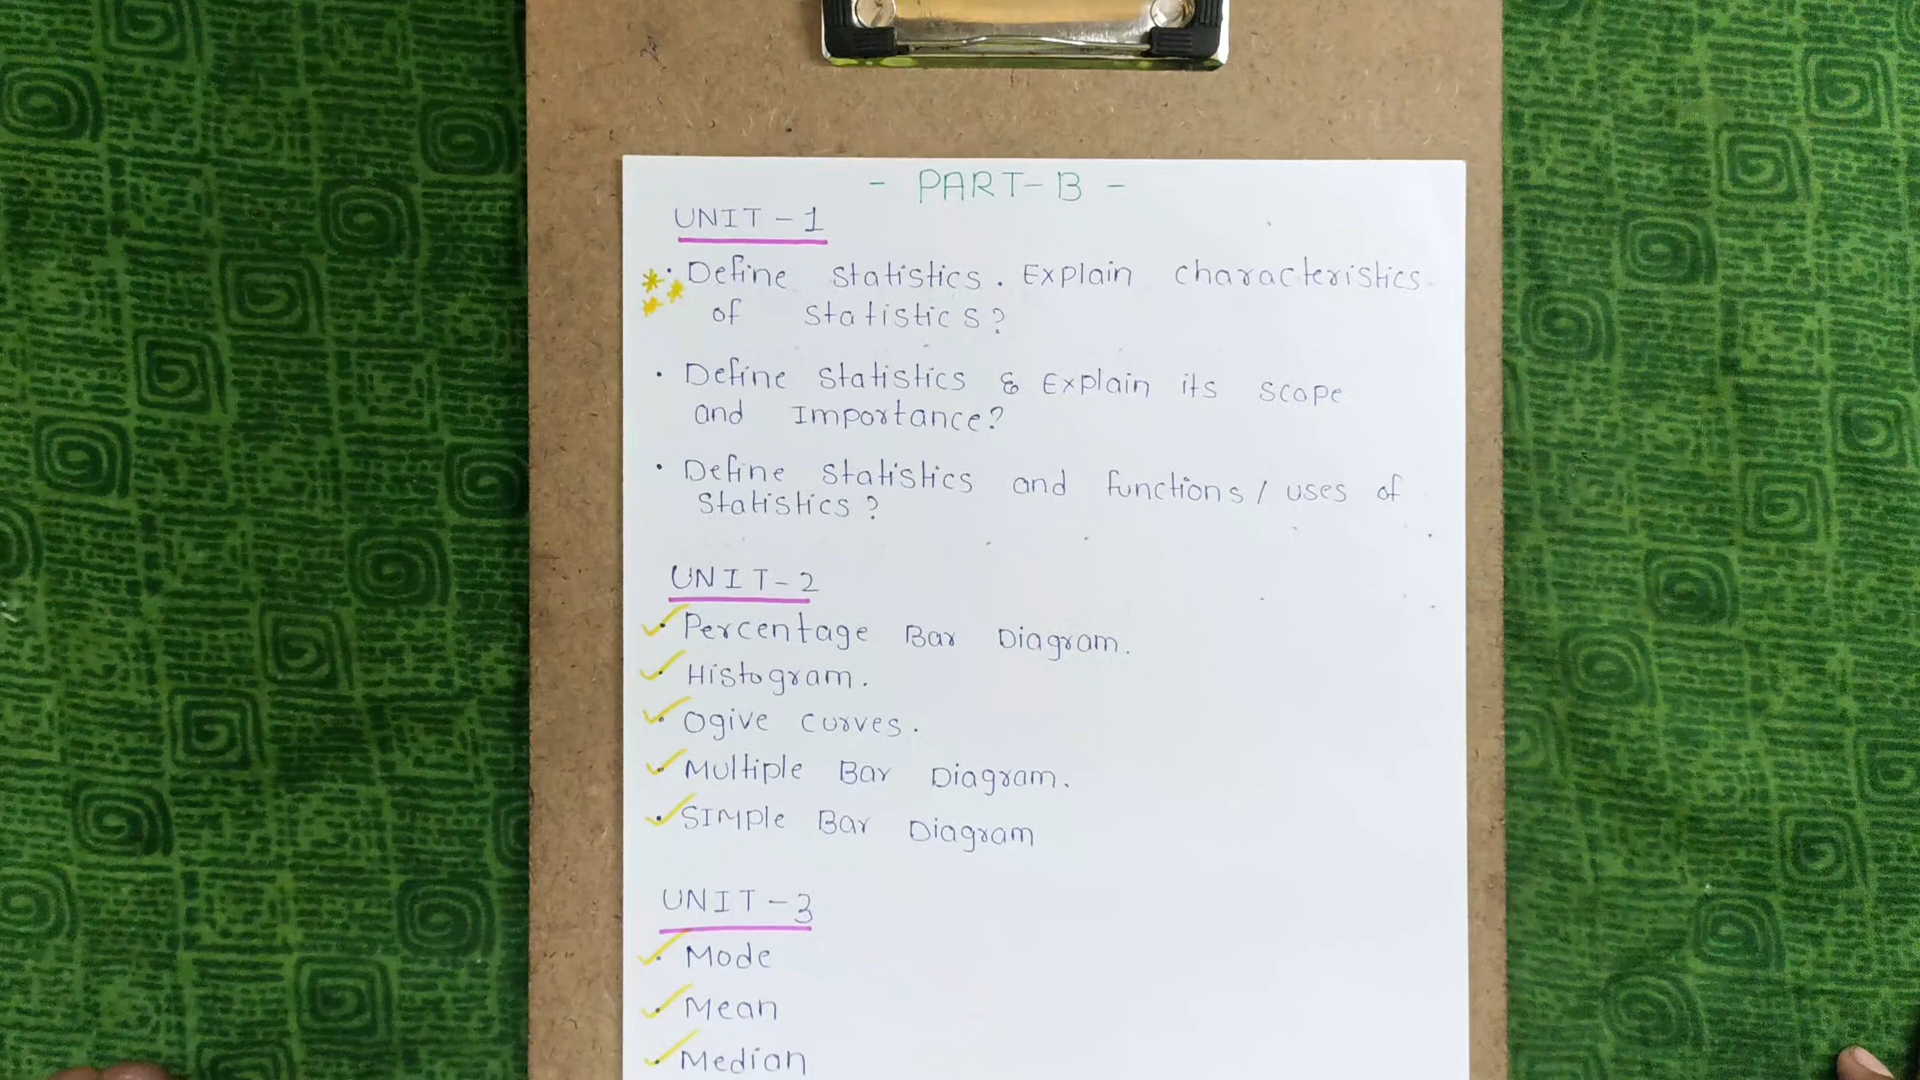 - PART-B -
UNIT-1
• Define statistics. Explain characteristics
of statistics?
• Define statistics & Explain its scope
and Importance?
• Define statistics and functions / uses of
statistics?
UNIT-2
• Percentage Bar Diagram.
• Histogram.
• Ogive curves.
• Multiple Bar Diagram.
• Simple Bar Diagram
UNIT-3
• Mode
• Mean
• Median